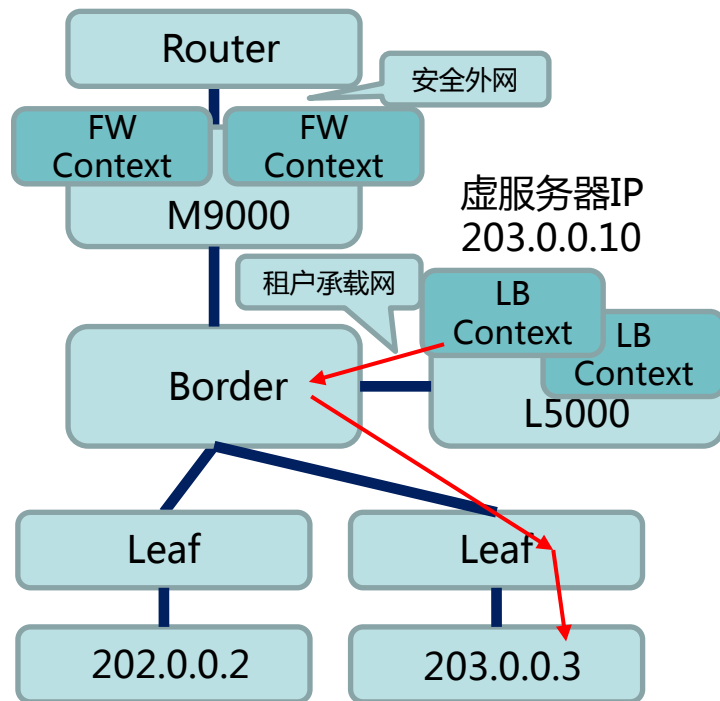 Router
安全外网
FW
Context
FW
Context
M9000
虚服务器IP
203.0.0.10
租户承载网
LB
Context
LB
Context
L5000
Border
Leaf
Leaf
202.0.0.2
203.0.0.3